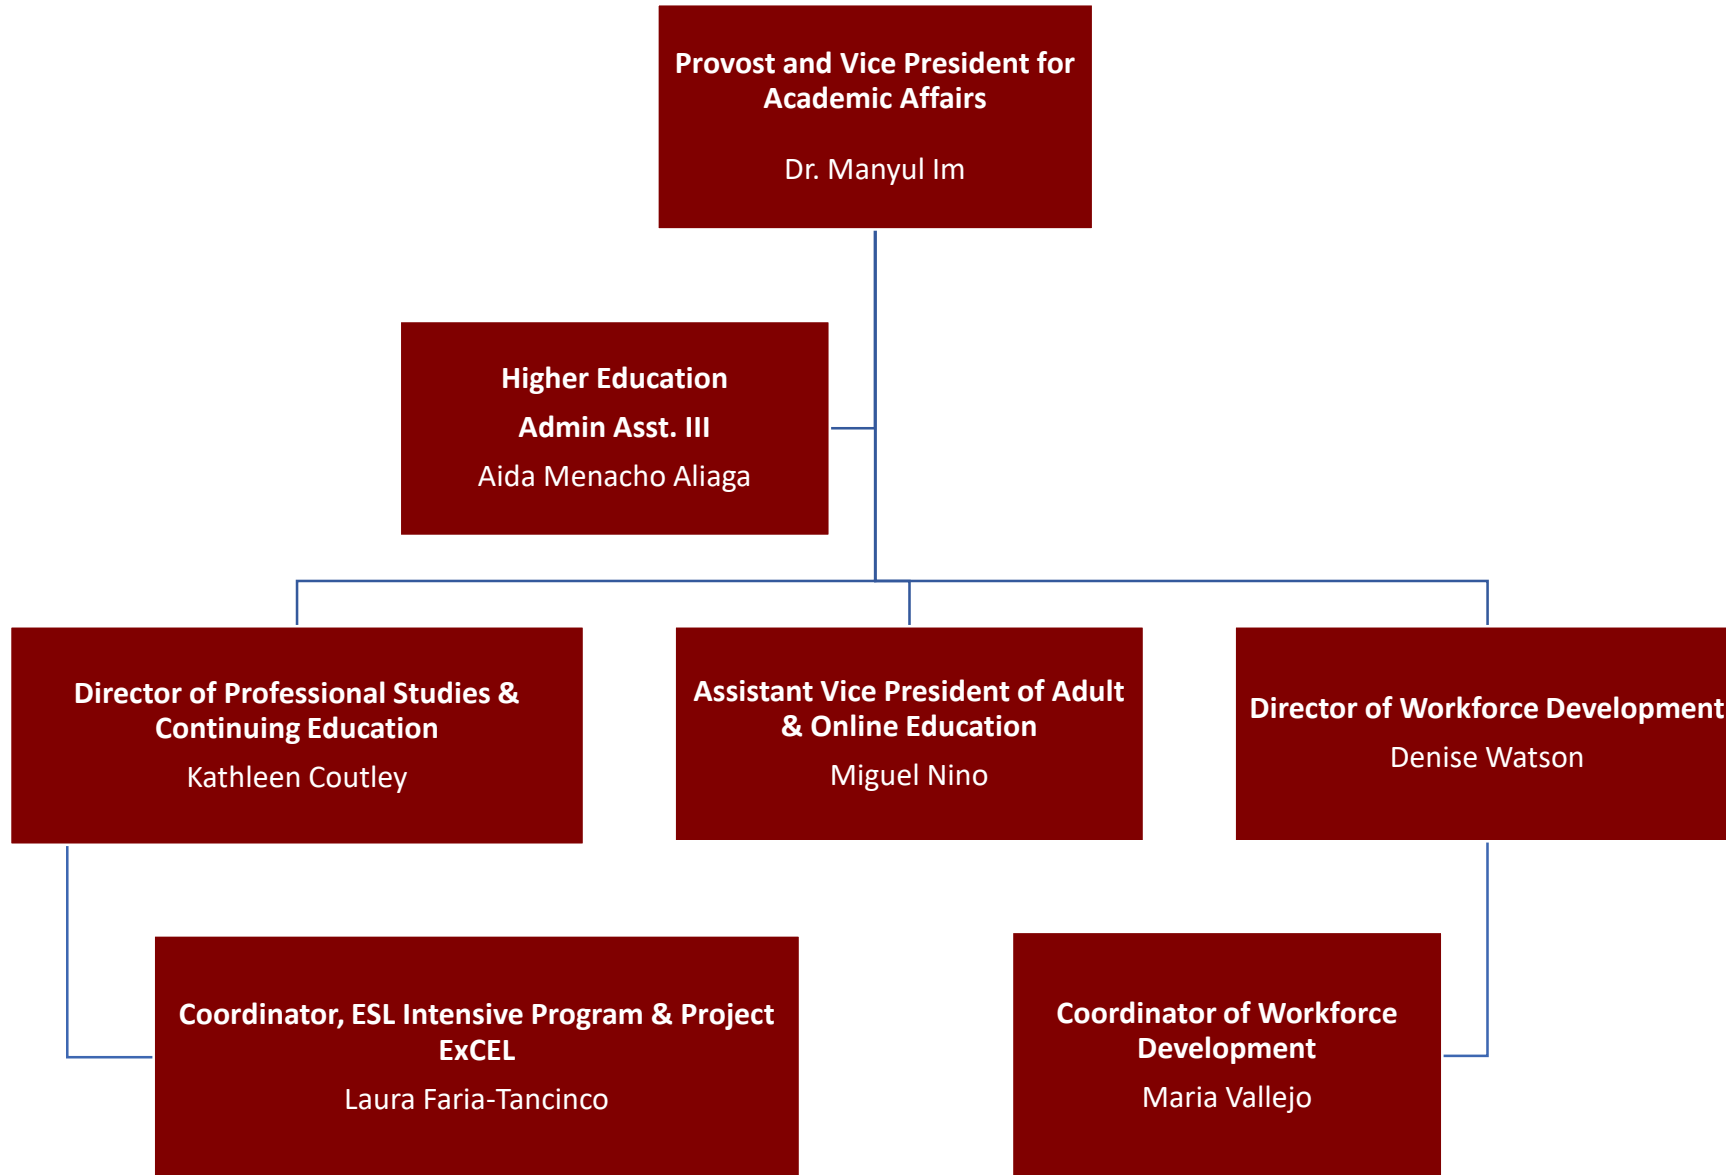 Provost and Vice President for
Academic Affairs
Dr. Manyul Im
Higher Education
Admin Asst. III
Aida Menacho Aliaga
Director of Professional Studies &
Continuing Education
Kathleen Coutley
Assistant Vice President of Adult
& Online Education
Miguel Nino
Director of Workforce Development
Denise Watson
Coordinator, ESL Intensive Program & Project
ExCEL
Laura Faria-Tancinco
Coordinator of Workforce
Development
Maria Vallejo